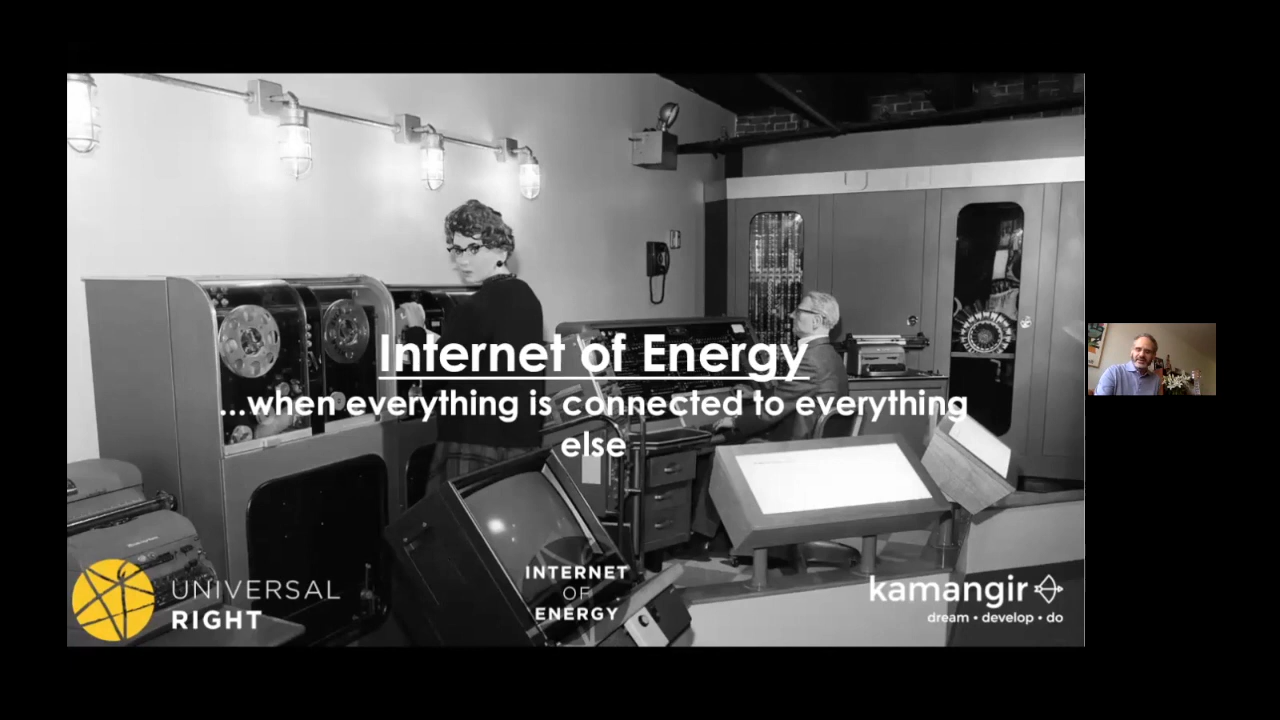 Internet of Energy
...when everything is connected to everything
else
UNIVERSAL
RIGHT
INTERNET
OF
ENERGY
kamangir
dream • develop • do